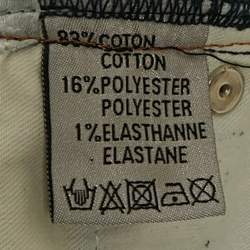 83% COTON
COTTON
16% POLYESTER
POLYESTER
1% ELASTHANNE
ELASTANE